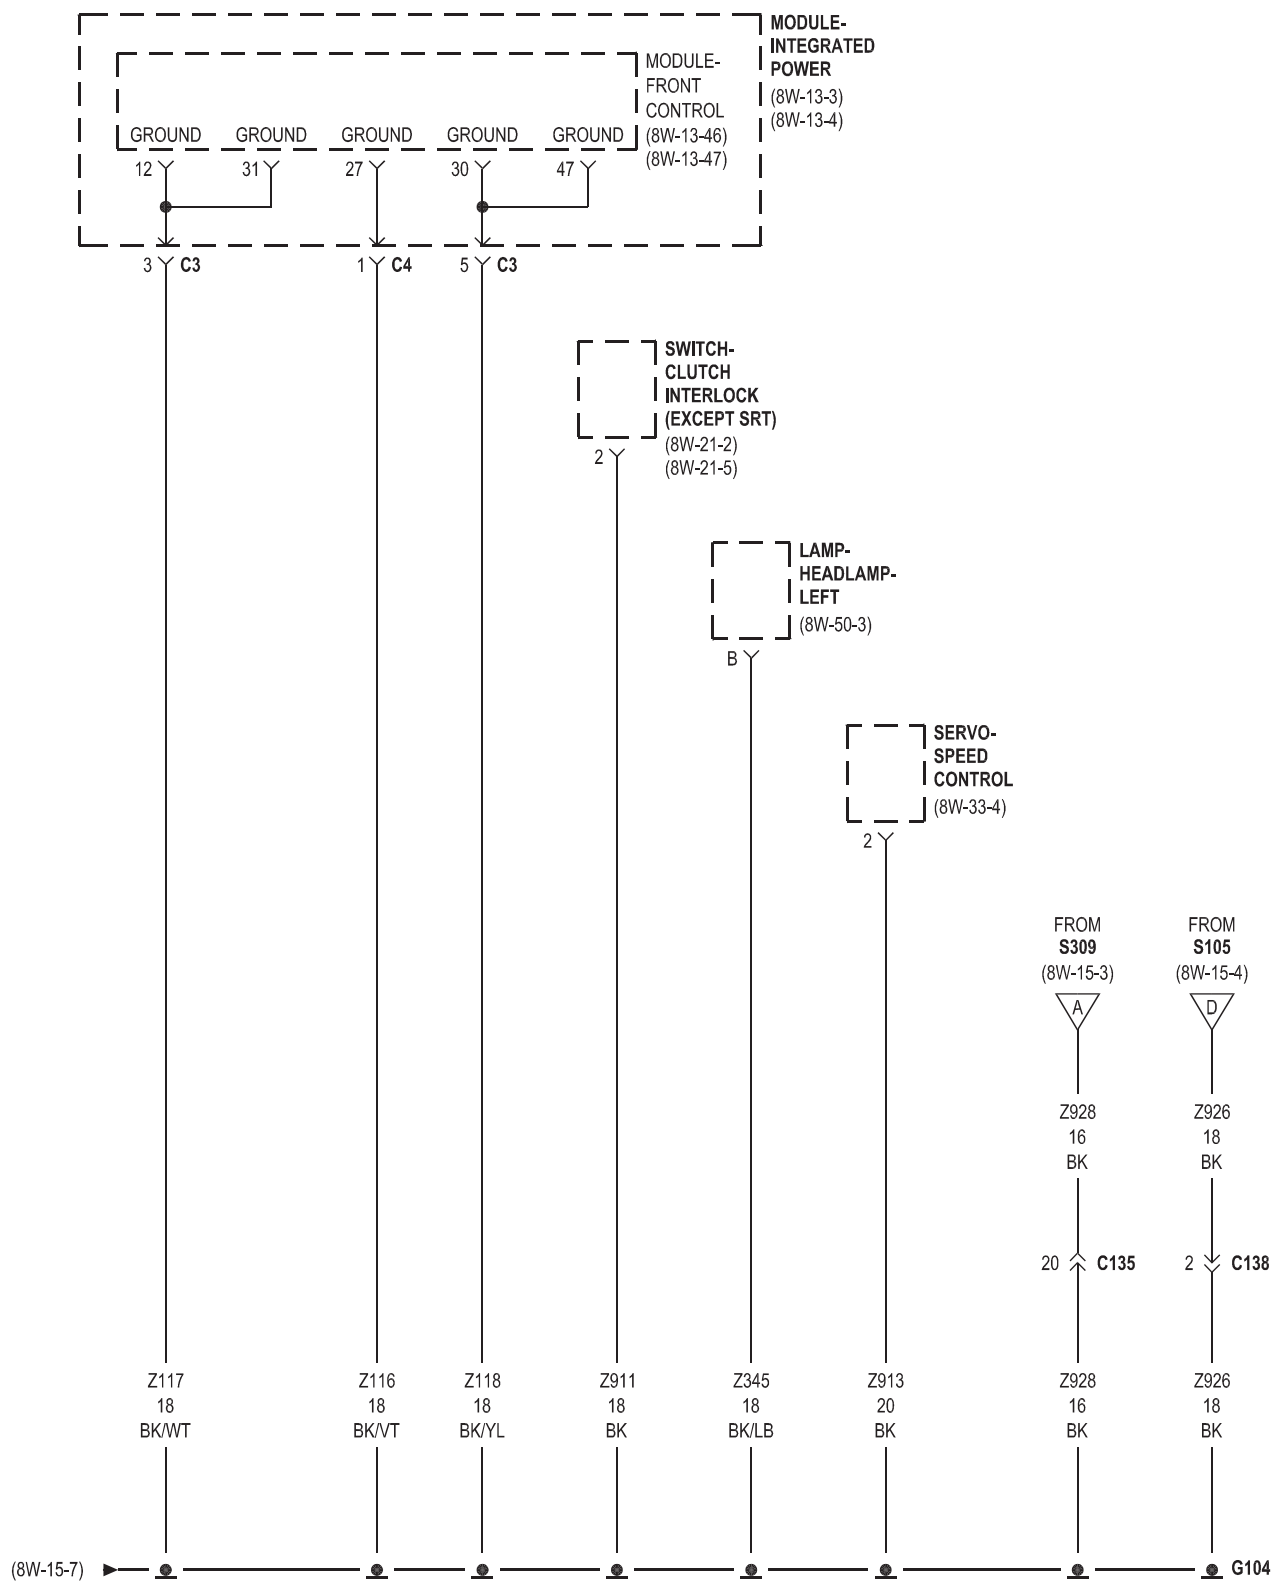 MODULE-
INTEGRATED
POWER
(8W-13-3)
(8W-13-4)
MODULE-
FRONT
CONTROL
(8W-13-46)
(8W-13-47)
GROUND GROUND GROUND GROUND GROUND
12 31 27 30 47
3 C3 1 C4 5 C3
SWITCH-
CLUTCH
INTERLOCK
(EXCEPT SRT)
(8W-21-2)
(8W-21-5)
2
LAMP-
HEADLAMP-
LEFT
(8W-50-3)
B
SERVO-
SPEED
CONTROL
(8W-33-4)
2
FROM
S309
(8W-15-3)
A
FROM
S105
(8W-15-4)
D
Z928
16
BK
Z926
18
BK
20 C135 2 C138
Z117 Z116 Z118 Z911 Z345 Z913 Z928 Z926
18 18 18 18 18 20 16 18
BK/WT BK/VT BK/YL BK BK/LB BK BK BK
(8W-15-7) G104